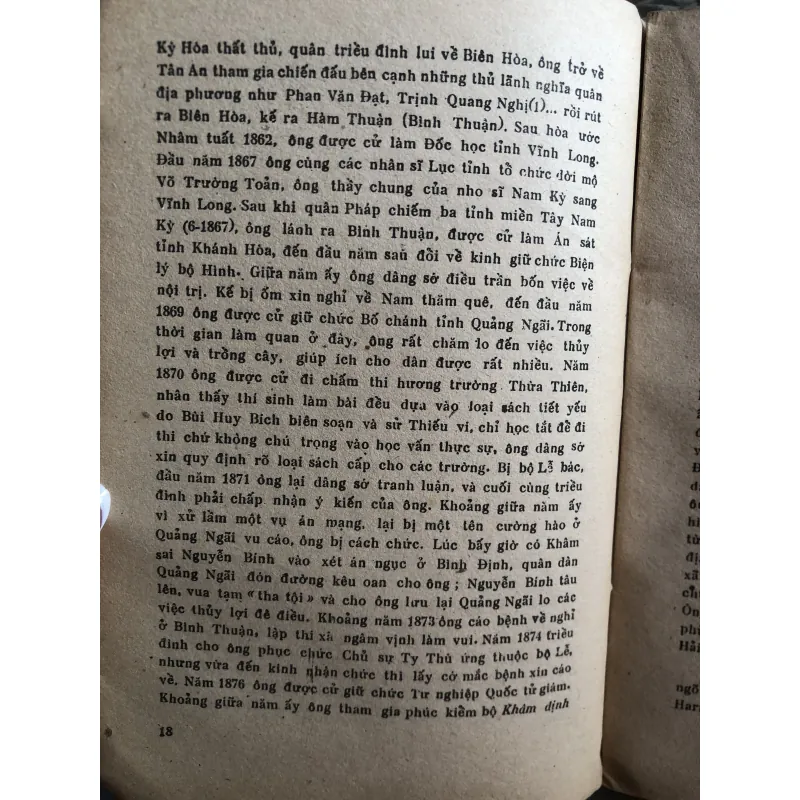 Kỳ Hòa thất thủ, quân triều đình lui về Biên Hòa, ông trở về
Tân An tham gia chiến đấu bên cạnh những thủ lãnh nghĩa quân
địa phương như Phan Văn Đạt, Trịnh Quang Nghị(1)... rồi rút
ra Biên Hòa, kế ra Hàm Thuận (Bình Thuận). Sau hòa ước
Nhâm tuất 1862, ông được cử làm Đốc học tỉnh Vĩnh Long.
Đầu năm 1867 ông cùng các nhân sĩ Lục tỉnh tổ chức dời mộ
Võ Trường Toản, ông thầy chung của nho sĩ Nam Kỳ sang
Vĩnh Long. Sau khi quân Pháp chiếm ba tỉnh miền Tây Nam
Kỳ (6-1867), ông lánh ra Bình Thuận, được cử làm Án sát
tỉnh Khánh Hòa, đến đầu năm sau đổi về kinh giữ chức Biện
lý bộ Hình. Giữa năm ấy ông dâng sớ điều trần bốn việc về
nội trị. Kế bị ốm xin nghỉ về Nam thăm quê, đến đầu năm
1869 ông được cử giữ chức Bố chánh tỉnh Quảng Ngãi. Trong
thời gian làm quan ở đây, ông rất chăm lo đến việc thủy
lợi và trồng cây, giúp ích cho dân được rất nhiều. Năm
1870 ông được cử đi chấm thi hương trường Thừa Thiên,
nhân thấy thí sinh làm bài đều dựa vào loại sách tiết yếu
do Bùi Huy Bích biên soạn và sử Thiếu vi, chỉ học tắt để đi
thi chứ không chú trọng vào học vấn thực sự, ông dâng sớ
xin quy định rõ loại sách cấp cho các trường. Bị bộ Lễ bác,
đầu năm 1871 ông lại dâng sớ tranh luận, và cuối cùng triều
đình phải chấp nhận ý kiến của ông. Khoảng giữa năm ấy
vì xử lầm một vụ án mạng, lại bị một tên cường hào ở
Quảng Ngãi vu cáo, ông bị cách chức. Lúc bấy giờ có Khâm
sai Nguyễn Bính vào xét án ngục ở Bình Định, quân dân
Quảng Ngãi đón đường kêu oan cho ông ; Nguyễn Bính tâu
lên, vua tạm « tha tội » và cho ông lưu lại Quảng Ngãi lo các
việc thủy lợi đê điều. Khoảng năm 1873 ông cáo bệnh về nghỉ
ở Bình Thuận, lập thi xã ngâm vịnh làm vui. Năm 1874 triều
đình cho ông phục chức Chủ sự Ty Thủ ứng thuộc bộ Lễ,
nhưng vừa đến kinh nhận chức thì lấy cớ mắc bệnh xin cáo
về. Năm 1876 ông được cử giữ chức Tư nghiệp Quốc tử giám.
Khoảng giữa năm ấy ông tham gia phúc kiểm bộ Khâm định
18